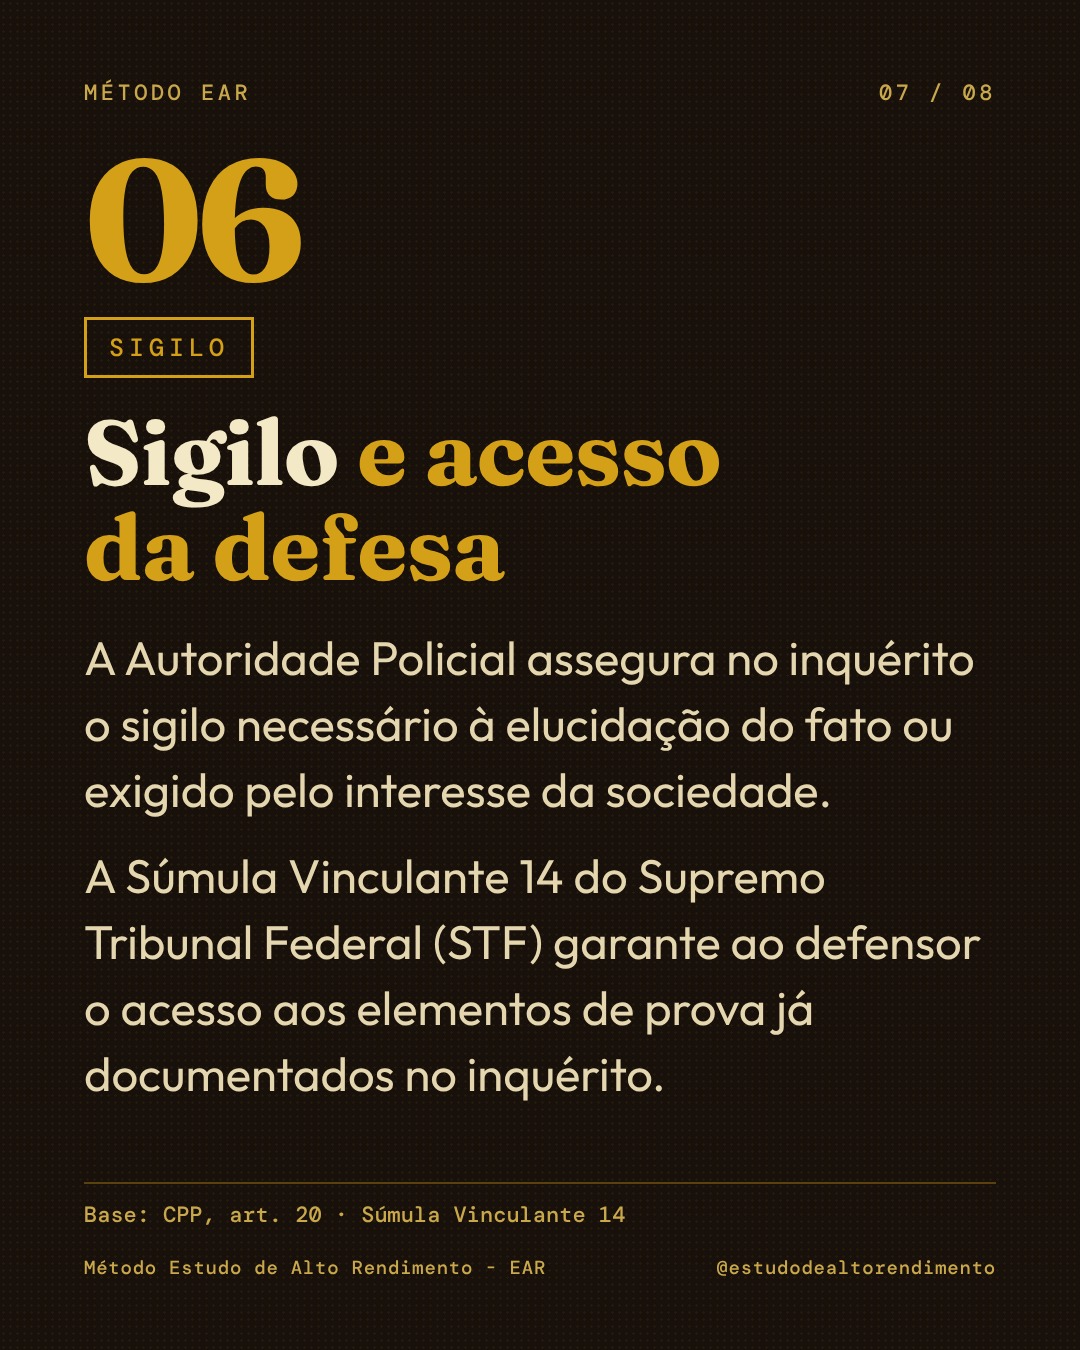 MÉTODO EAR
07 / 08
06
SIGILO
Sigilo e acesso
da defesa
A Autoridade Policial assegura no inquérito
o sigilo necessário à elucidação do fato ou
exigido pelo interesse da sociedade.
A Súmula Vinculante 14 do Supremo
Tribunal Federal (STF) garante ao defensor
o acesso aos elementos de prova já
documentados no inquérito.
Base: CPP, art. 20 · Súmula Vinculante 14
Método Estudo de Alto Rendimento - EAR
@estudodealtorendimento